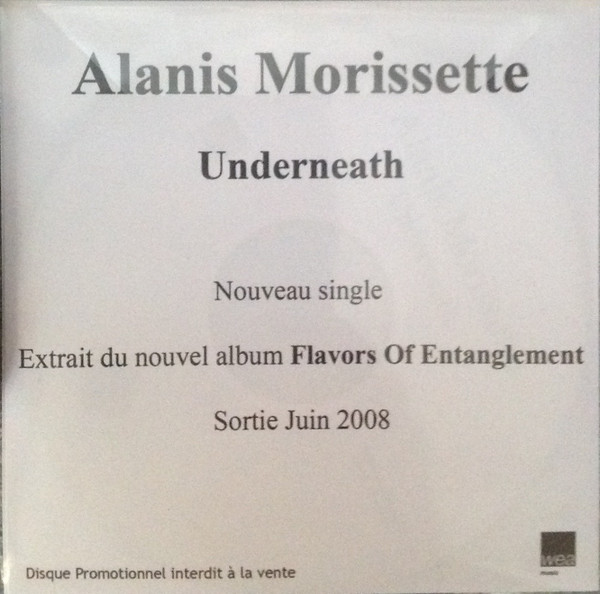 Alanis Morissette
Underneath
Nouveau single
Extrait du nouvel album Flavors Of Entanglement
Sortie Juin 2008
wea
music
Disque Promotionnel interdit à la vente